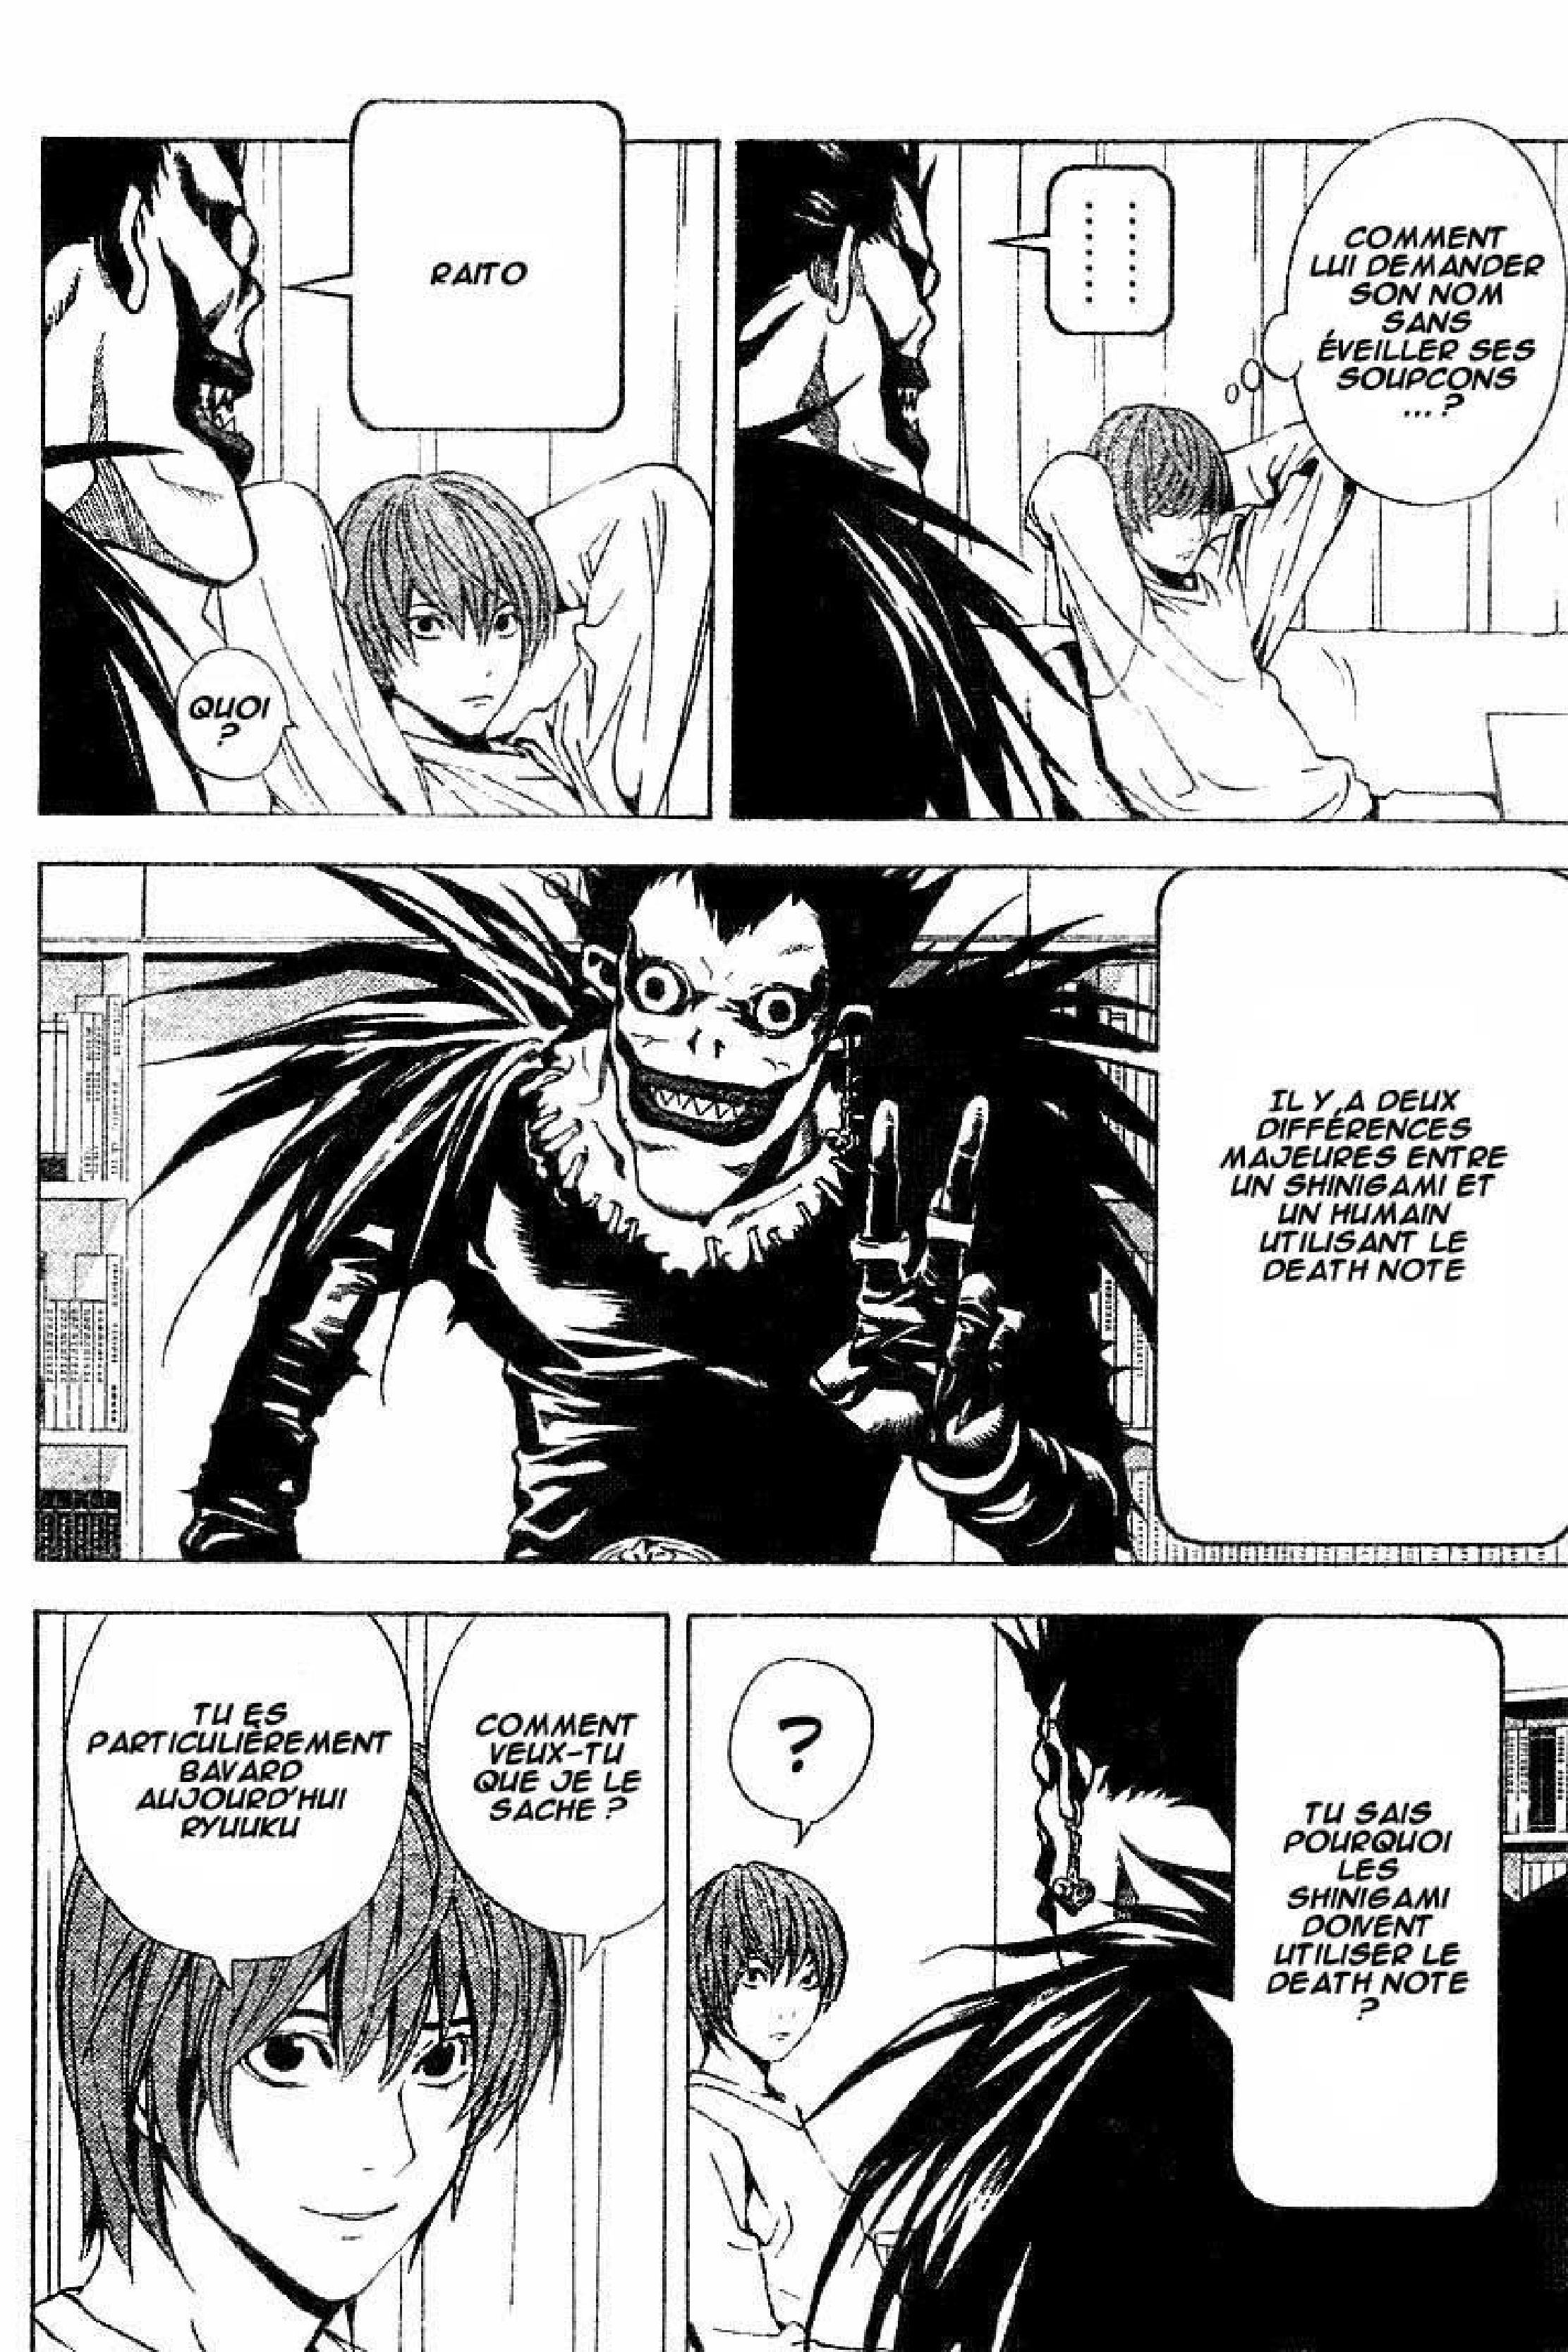 COMMENT
LUI DEMANDER
SON NOM
SANS
ÉVEILLER SES
SOUPCONS
... ?
............
RAITO
QUOI
?
IL Y A DEUX
DIFFÉRENCES
MAJEURES ENTRE
UN SHINIGAMI ET
UN HUMAIN
UTILISANT LE
DEATH NOTE
TU SAIS
POURQUOI
LES
SHINIGAMI
DOIVENT
UTILISER LE
DEATH NOTE
?
?
COMMENT
VEUX-TU
QUE JE LE
SACHE ?
TU ES
PARTICULIÈREMENT
BAVARD
AUJOURD'HUI
RYUUKU